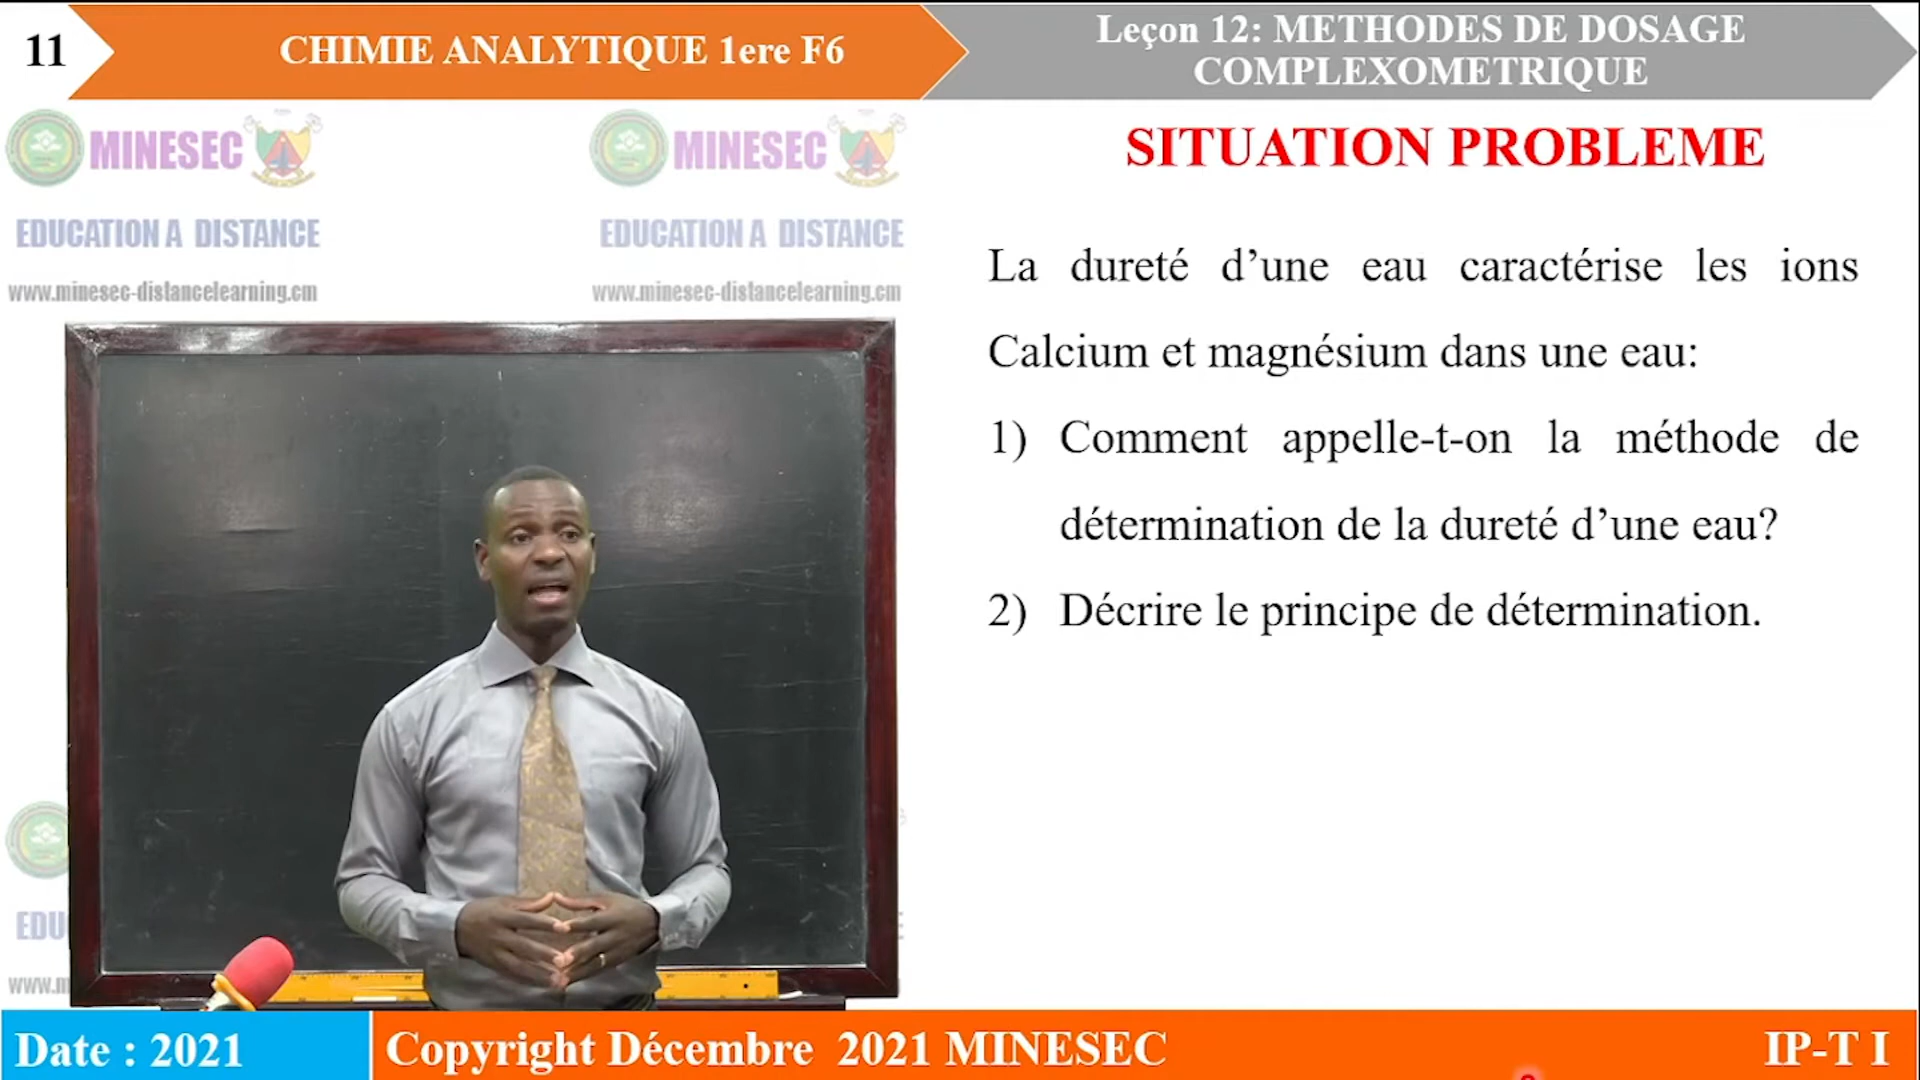 11
CHIMIE ANALYTIQUE 1ere F6
Leçon 12: METHODES DE DOSAGE
COMPLEXOMETRIQUE
MINESEC
MINESEC
EDUCATION A DISTANCE
EDUCATION A DISTANCE
www.minesec-distancelearning.cm
www.minesec-distancelearning.cm
SITUATION PROBLEME
La dureté d’une eau caractérise les ions
Calcium et magnésium dans une eau:
1) Comment appelle-t-on la méthode de
détermination de la dureté d’une eau?
2) Décrire le principe de détermination.
EDU
www.m
Date : 2021
Copyright Décembre 2021 MINESEC
IP-T I